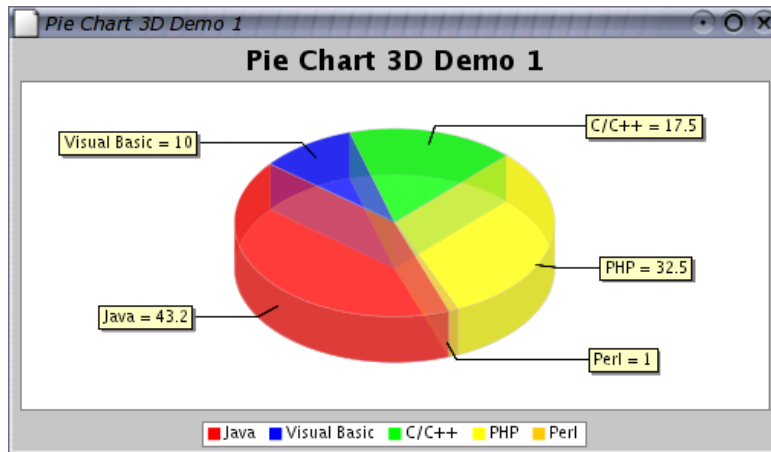 Pie Chart 3D Demo 1
Pie Chart 3D Demo 1
C/C++ = 17.5
Visual Basic = 10
PHP = 32.5
Java = 43.2
Perl = 1
Java Visual Basic C/C++ PHP Perl